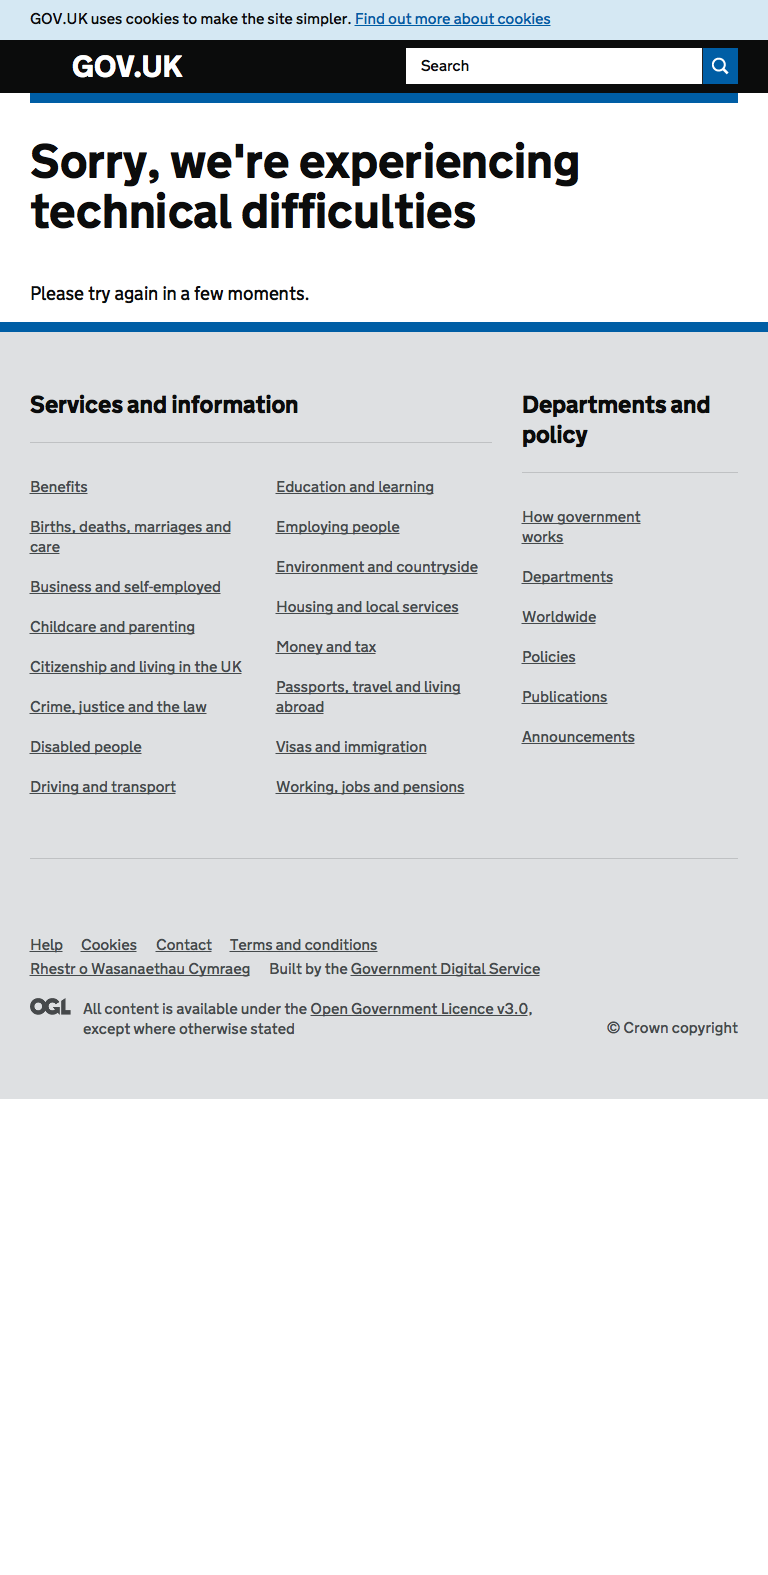 GOV.UK uses cookies to make the site simpler. Find out more about cookies
GOV.UK
Search
Sorry, we're experiencing
technical difficulties
Please try again in a few moments.
Services and information
Benefits
Births, deaths, marriages and
care
Business and self-employed
Childcare and parenting
Citizenship and living in the UK
Crime, justice and the law
Disabled people
Driving and transport
Education and learning
Employing people
Environment and countryside
Housing and local services
Money and tax
Passports, travel and living
abroad
Visas and immigration
Working, jobs and pensions
Departments and
policy
How government
works
Departments
Worldwide
Policies
Publications
Announcements
Help Cookies Contact Terms and conditions
Rhestr o Wasanaethau Cymraeg Built by the Government Digital Service
OGL
All content is available under the Open Government Licence v3.0,
except where otherwise stated
© Crown copyright